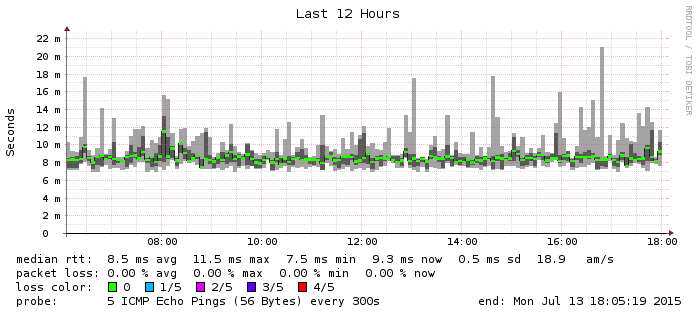 Last 12 Hours
RRDTOOL / TOBI OETIKER
Seconds
22 m
20 m
18 m
16 m
14 m
12 m
10 m
8 m
6 m
4 m
2 m
0
08:00 10:00 12:00 14:00 16:00 18:00
median rtt: 8.5 ms avg 11.5 ms max 7.5 ms min 9.3 ms now 0.5 ms sd 18.9 am/s
packet loss: 0.00 % avg 0.00 % max 0.00 % min 0.00 % now
loss color: 0 1/5 2/5 3/5 4/5
probe: 5 ICMP Echo Pings (56 Bytes) every 300s end: Mon Jul 13 18:05:19 2015